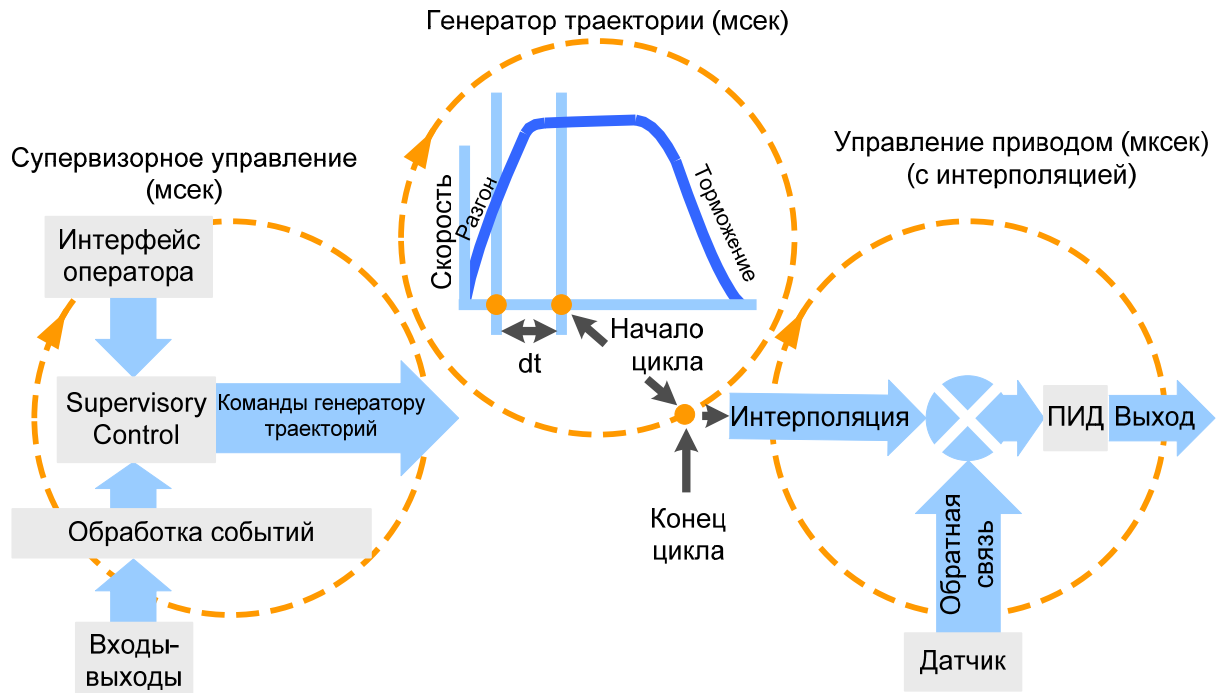 Генератор траектории (мсек)
Супервизорное управление
(мсек)
Управление приводом (мксек)
(с интерполяцией)
Интерфейс
оператора
Скорость
Разгон
Торможение
dt
Начало
цикла
Supervisory
Control
Команды генератору
траекторий
Интерполяция
ПИД
Выход
Обработка событий
Конец
цикла
Обратная
связь
Входы-
выходы
Датчик